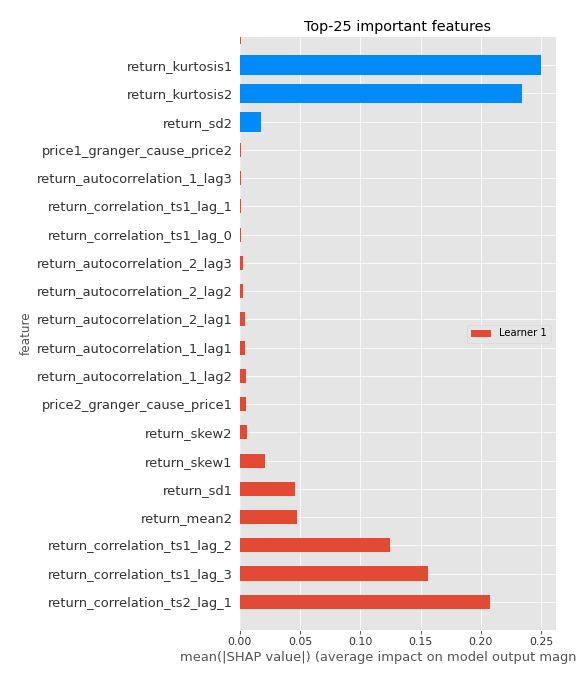 Top-25 important features
return_kurtosis1
return_kurtosis2
return_sd2
price1_granger_cause_price2
return_autocorrelation_1_lag3
return_correlation_ts1_lag_1
return_correlation_ts1_lag_0
return_autocorrelation_2_lag3
return_autocorrelation_2_lag2
return_autocorrelation_2_lag1
return_autocorrelation_1_lag1
return_autocorrelation_1_lag2
price2_granger_cause_price1
return_skew2
return_skew1
return_sd1
return_mean2
return_correlation_ts1_lag_2
return_correlation_ts1_lag_3
return_correlation_ts2_lag_1
feature
Learner 1
0.00 0.05 0.10 0.15 0.20 0.25
mean(|SHAP value|) (average impact on model output magn